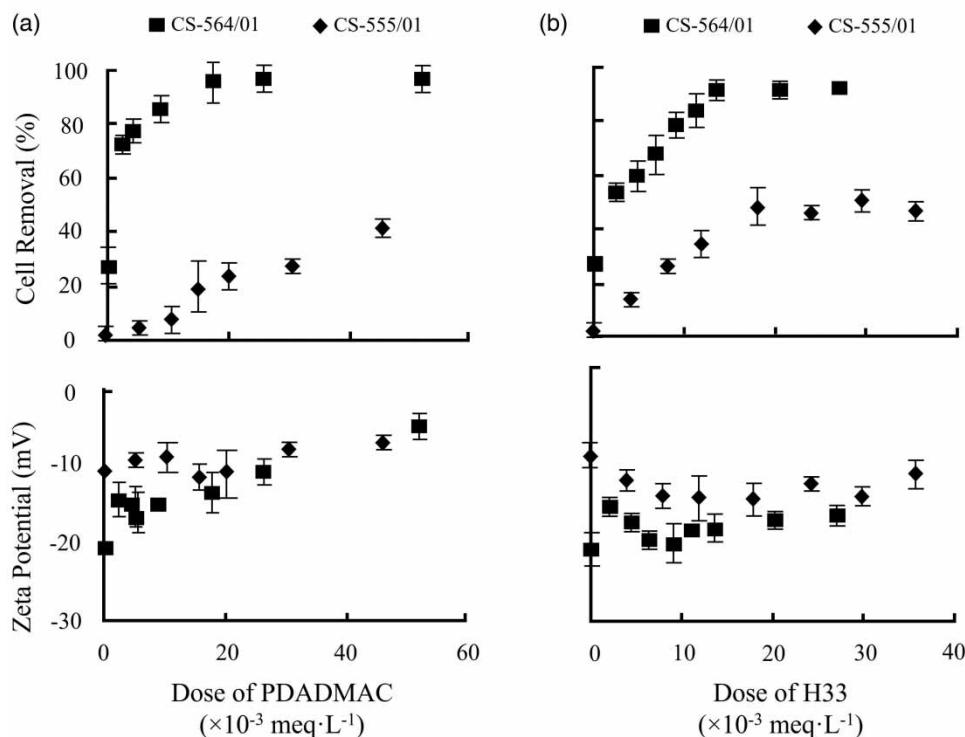 (a)
CS-564/01
CS-555/01
(b)
CS-564/01
CS-555/01
100
80
60
40
20
0
Cell Removal (%)
0
-10
-20
-30
Zeta Potential (mV)
0
20
40
60
Dose of PDADMAC
(×10⁻³ meq·L⁻¹)
0
10
20
30
40
Dose of H33
(×10⁻³ meq·L⁻¹)